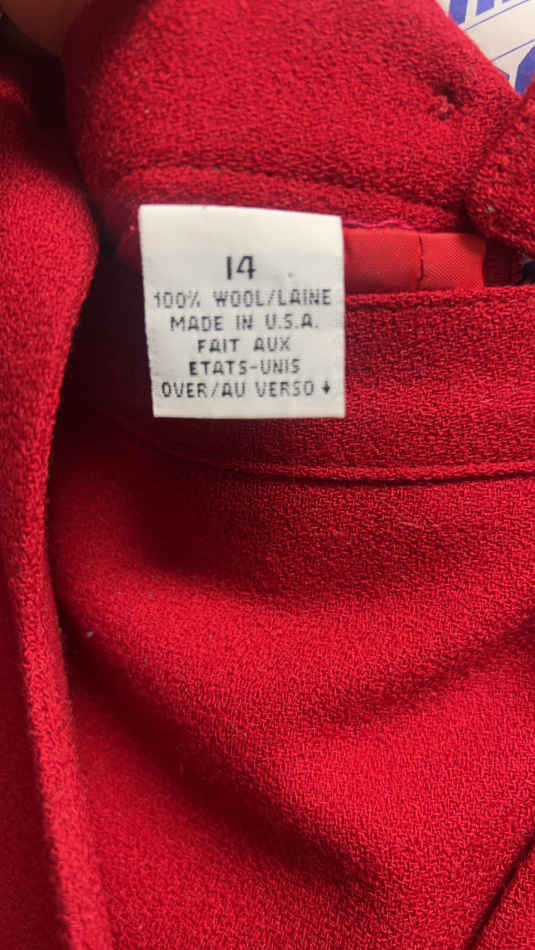 14
100% WOOL/LAINE
MADE IN U.S.A.
FAIT AUX
ETATS-UNIS
OVER/AU VERSO ↓